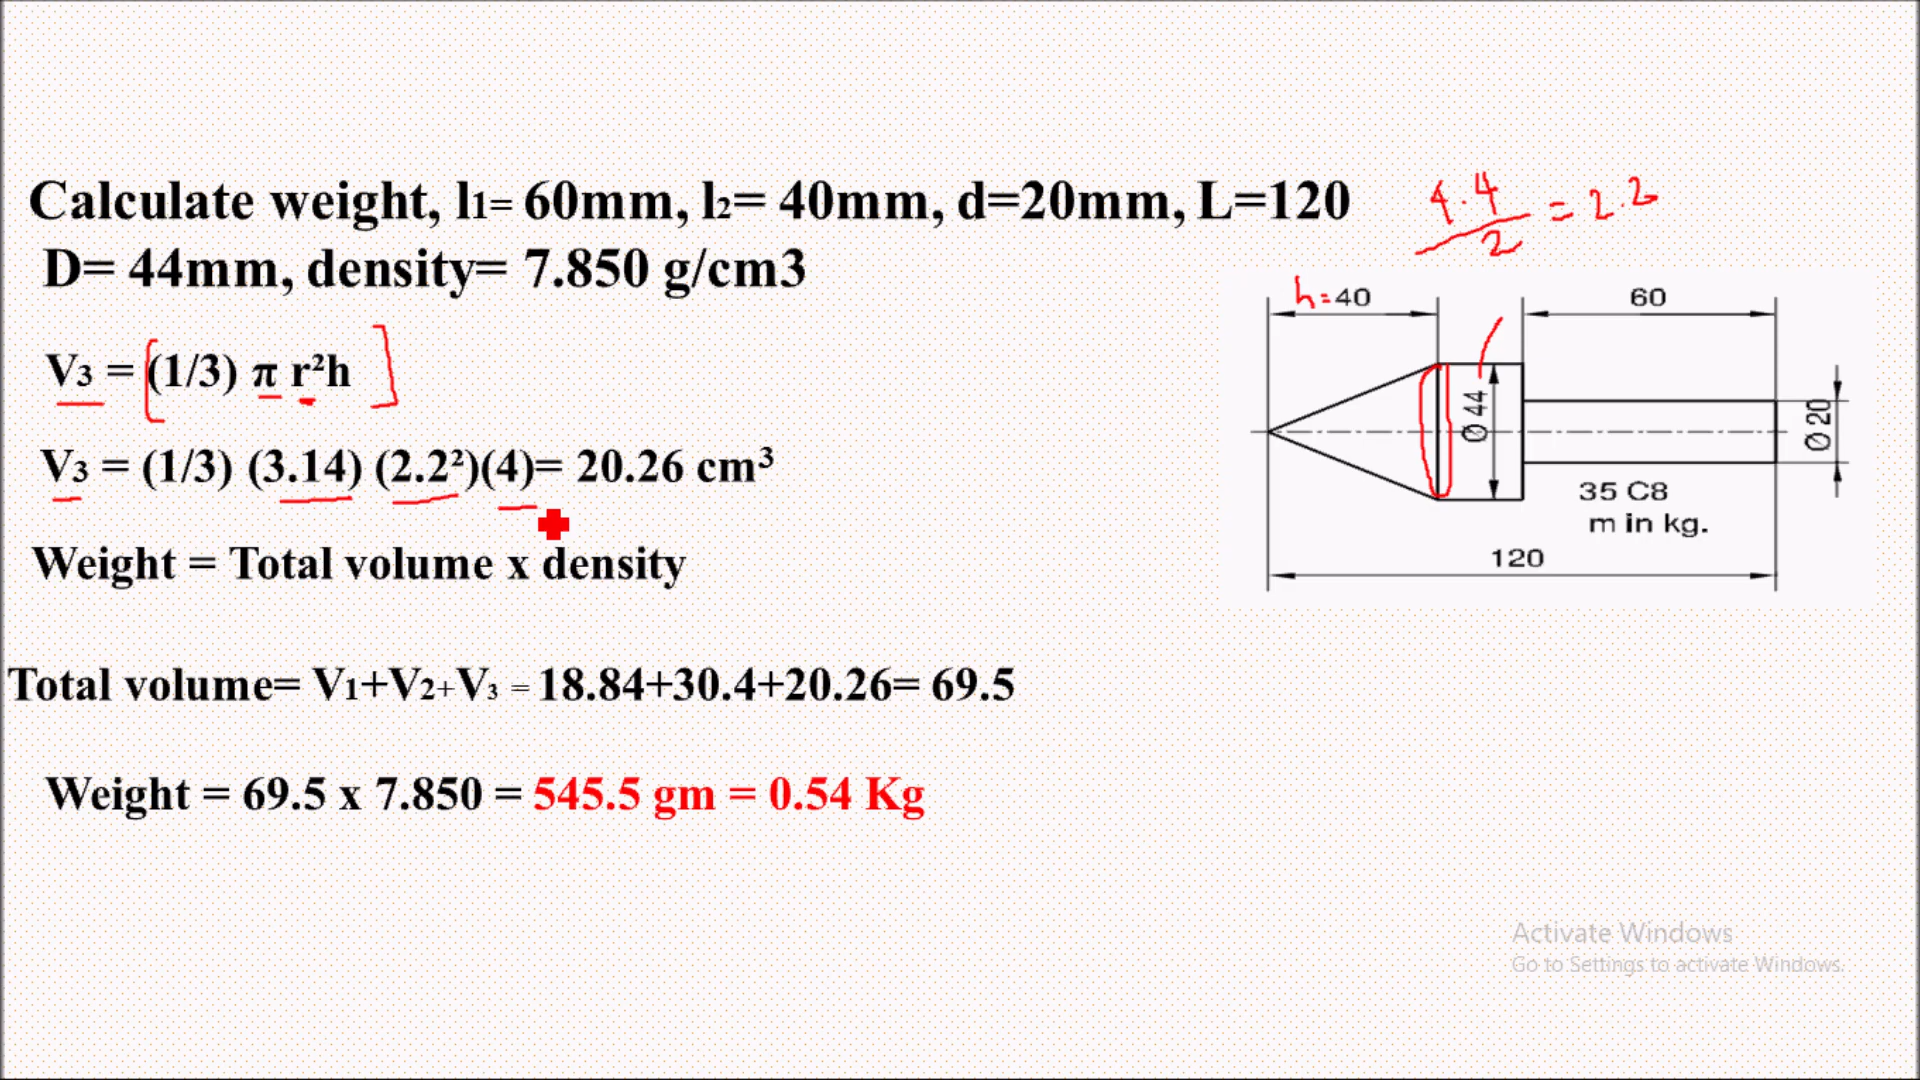 Calculate weight, l1= 60mm, l2= 40mm, d=20mm, L=120
D= 44mm, density= 7.850 g/cm3
4.4
2
= 2.2
V3 = (1/3) π r²h
V3 = (1/3) (3.14) (2.2²)(4)= 20.26 cm³
Weight = Total volume x density
Total volume= V1+V2+V3 = 18.84+30.4+20.26= 69.5
Weight = 69.5 x 7.850 = 545.5 gm = 0.54 Kg
h=40
60
Ø 44
Ø 20
35 C8
m in kg.
120
Activate Windows
Go to Settings to activate Windows.